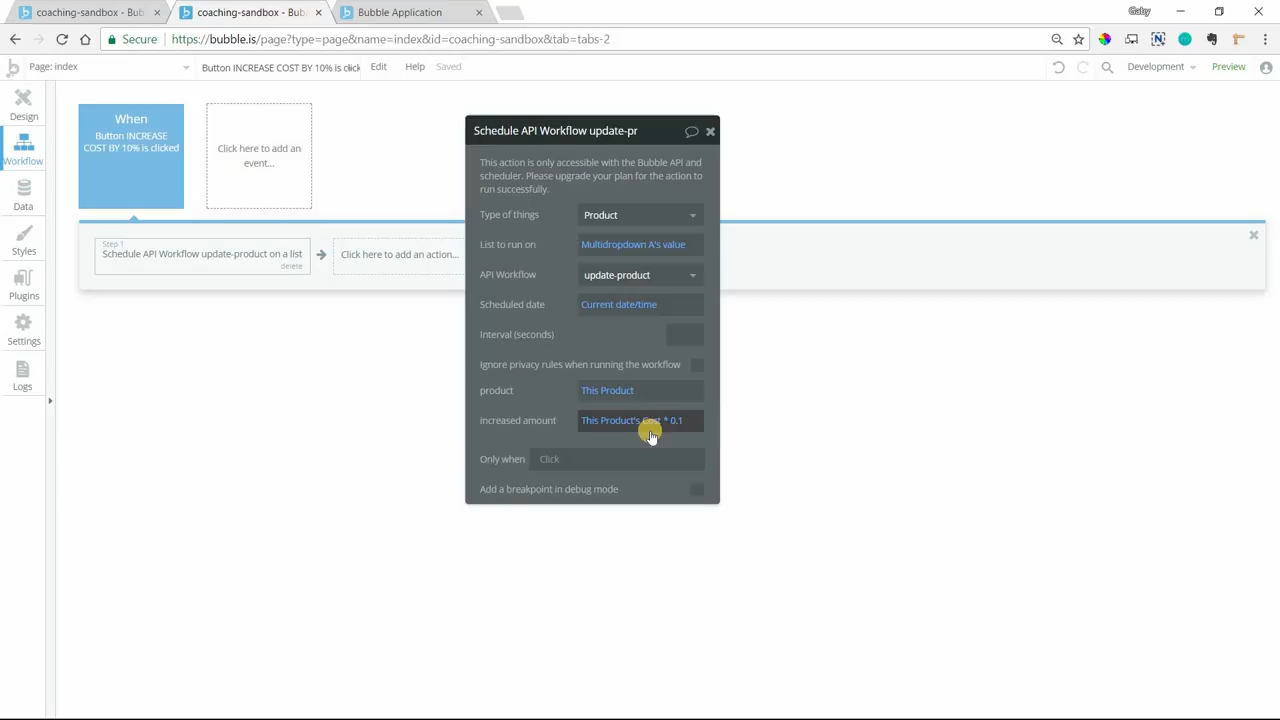 coaching-sandbox - Bubb
coaching-sandbox - Bubb
Bubble Application
Gaby
Secure
https://bubble.is/page?type=page&name=index&id=coaching-sandbox&tab=tabs-2
Page: index
Button INCREASE COST BY 10% is click
Edit
Help
Saved
Development
Preview
Design
Workflow
Data
Styles
Plugins
Settings
Logs
When
Button INCREASE
COST BY 10% is clicked
Click here to add an
event...
Step 1
Schedule API Workflow update-product on a list
delete
Click here to add an action...
Schedule API Workflow update-pr
This action is only accessible with the Bubble API and
scheduler. Please upgrade your plan for the action to
run successfully.
Type of things
Product
List to run on
Multidropdown A's value
API Workflow
update-product
Scheduled date
Current date/time
Interval (seconds)
Ignore privacy rules when running the workflow
product
This Product
increased amount
This Product's Cost * 0.1
Only when
Click
Add a breakpoint in debug mode